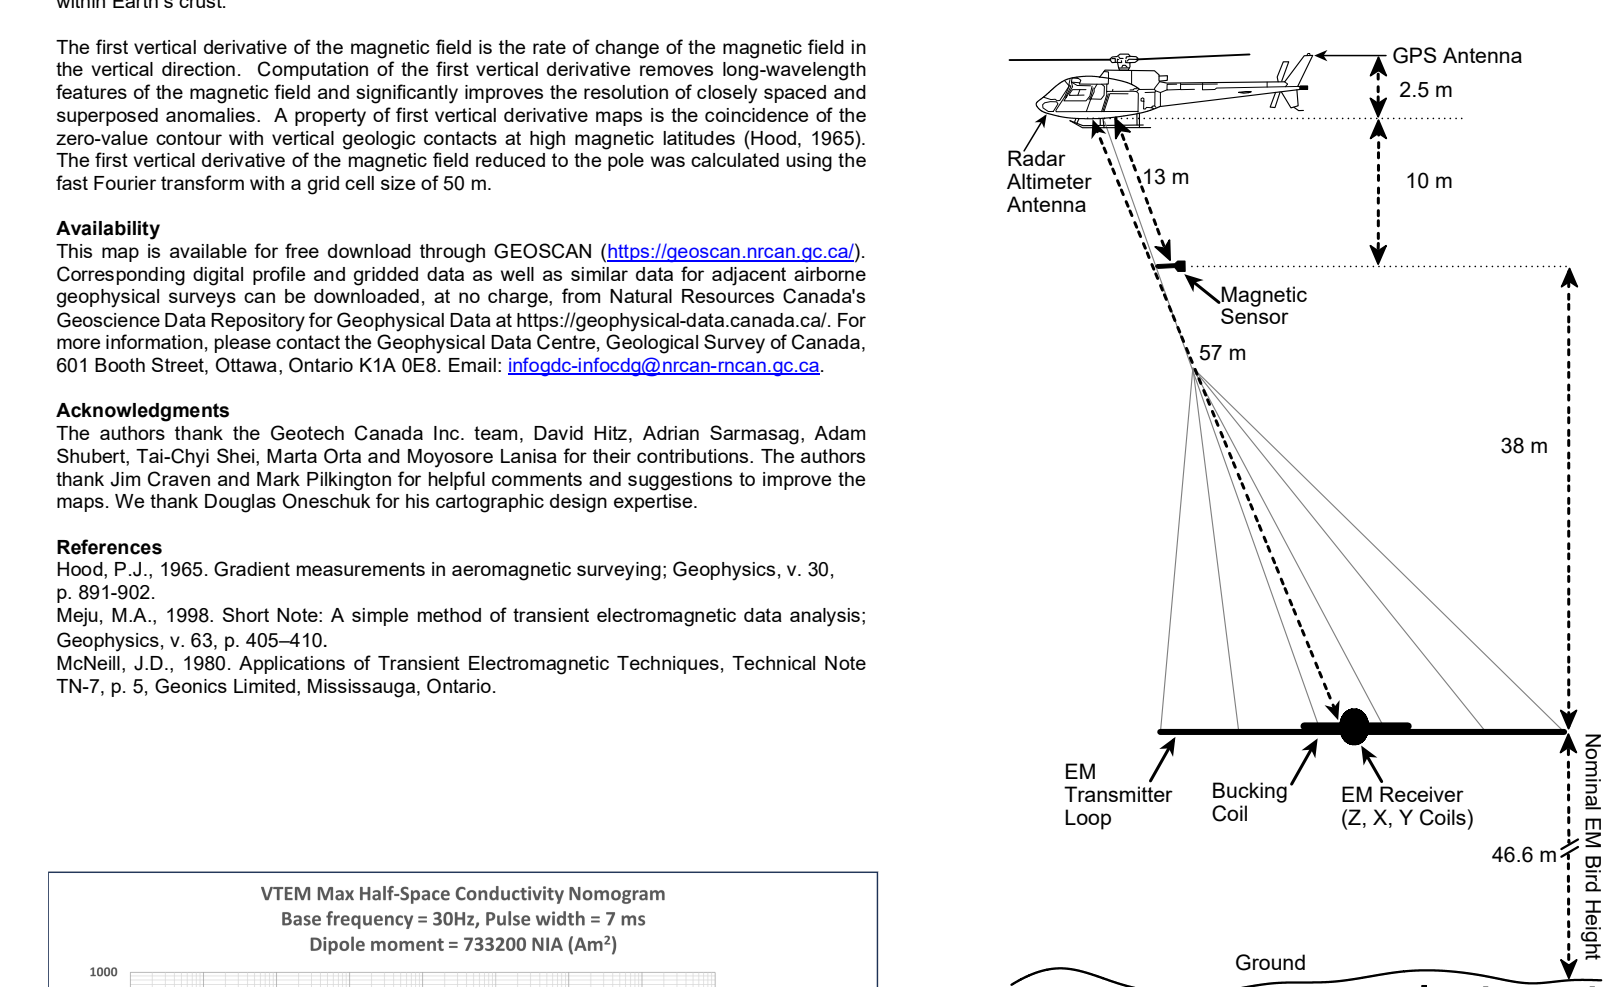 within Earth's crust.
The first vertical derivative of the magnetic field is the rate of change of the magnetic field in
the vertical direction.  Computation of the first vertical derivative removes long-wavelength
features of the magnetic field and significantly improves the resolution of closely spaced and
superposed anomalies.  A property of first vertical derivative maps is the coincidence of the
zero-value contour with vertical geologic contacts at high magnetic latitudes (Hood, 1965).
The first vertical derivative of the magnetic field reduced to the pole was calculated using the
fast Fourier transform with a grid cell size of 50 m.
Availability
This map is available for free download through GEOSCAN (https://geoscan.nrcan.gc.ca/).
Corresponding digital profile and gridded data as well as similar data for adjacent airborne
geophysical surveys can be downloaded, at no charge, from Natural Resources Canada's
Geoscience Data Repository for Geophysical Data at https://geophysical-data.canada.ca/. For
more information, please contact the Geophysical Data Centre, Geological Survey of Canada,
601 Booth Street, Ottawa, Ontario K1A 0E8. Email: infogdc-infocdg@nrcan-rncan.gc.ca.
Acknowledgments
The authors thank the Geotech Canada Inc. team, David Hitz, Adrian Sarmasag, Adam
Shubert, Tai-Chyi Shei, Marta Orta and Moyosore Lanisa for their contributions. The authors
thank Jim Craven and Mark Pilkington for helpful comments and suggestions to improve the
maps. We thank Douglas Oneschuk for his cartographic design expertise.
References
Hood, P.J., 1965. Gradient measurements in aeromagnetic surveying; Geophysics, v. 30,
p. 891-902.
Meju, M.A., 1998. Short Note: A simple method of transient electromagnetic data analysis;
Geophysics, v. 63, p. 405–410.
McNeill, J.D., 1980. Applications of Transient Electromagnetic Techniques, Technical Note
TN-7, p. 5, Geonics Limited, Mississauga, Ontario.
VTEM Max Half-Space Conductivity Nomogram
Base frequency = 30Hz, Pulse width = 7 ms
Dipole moment = 733200 NIA (Am²)
1000
GPS Antenna
2.5 m
Radar
Altimeter
Antenna
13 m
10 m
Magnetic
Sensor
57 m
38 m
EM
Transmitter
Loop
Bucking
Coil
EM Receiver
(Z, X, Y Coils)
46.6 m
Nominal EM Bird Height
Ground